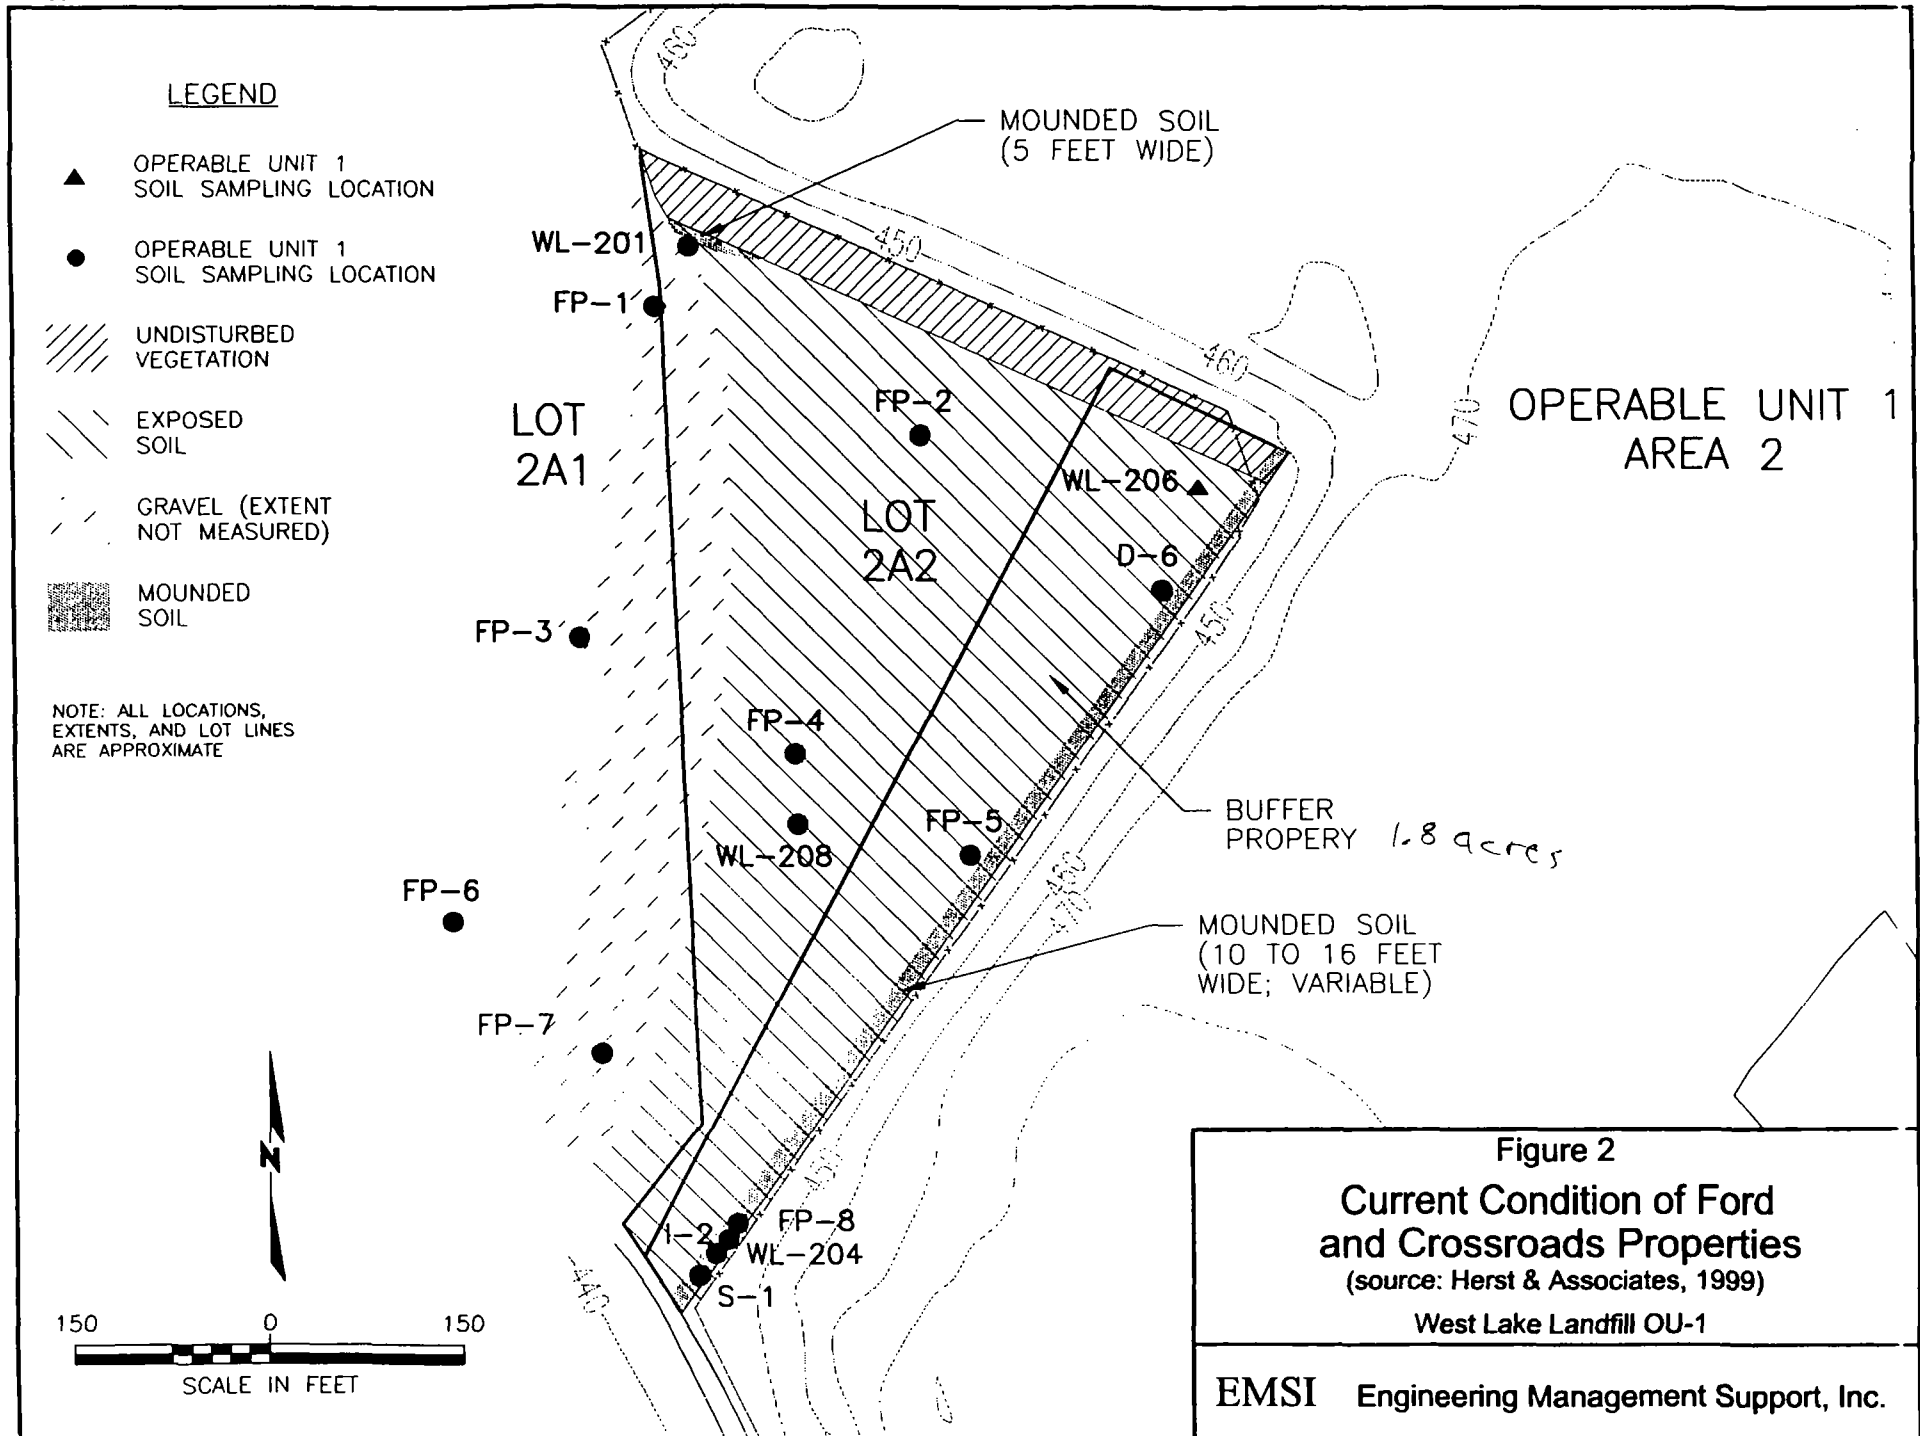 LEGEND
OPERABLE UNIT 1
SOIL SAMPLING LOCATION
OPERABLE UNIT 1
SOIL SAMPLING LOCATION
UNDISTURBED
VEGETATION
EXPOSED
SOIL
GRAVEL (EXTENT
NOT MEASURED)
MOUNDED
SOIL
NOTE: ALL LOCATIONS,
EXTENTS, AND LOT LINES
ARE APPROXIMATE
460
MOUNDED SOIL
(5 FEET WIDE)
WL-201
450
FP-1
460
LOT
2A1
FP-2
470
OPERABLE UNIT 1
AREA 2
WL-206
LOT
2A2
D-6
450
FP-3
FP-4
BUFFER
PROPERY 1.8 acres
FP-5
WL-208
460
470
FP-6
MOUNDED SOIL
(10 TO 16 FEET
WIDE; VARIABLE)
FP-7
450
FP-8
I-2
WL-204
S-1
440
N
150 0 150
SCALE IN FEET
Figure 2
Current Condition of Ford
and Crossroads Properties
(source: Herst & Associates, 1999)
West Lake Landfill OU-1
EMSI Engineering Management Support, Inc.